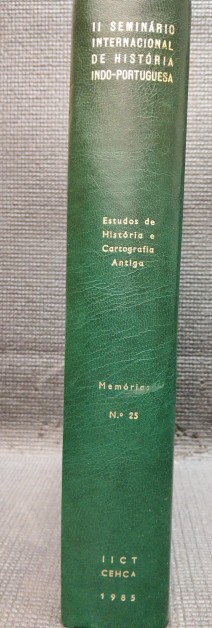 II SEMINÁRIO
INTERNACIONAL
DE HISTÓRIA
INDO-PORTUGUESA
Estudos de
História e
Cartografia
Antiga
Memórias
N.º 25
IICT
CEHCA
1985